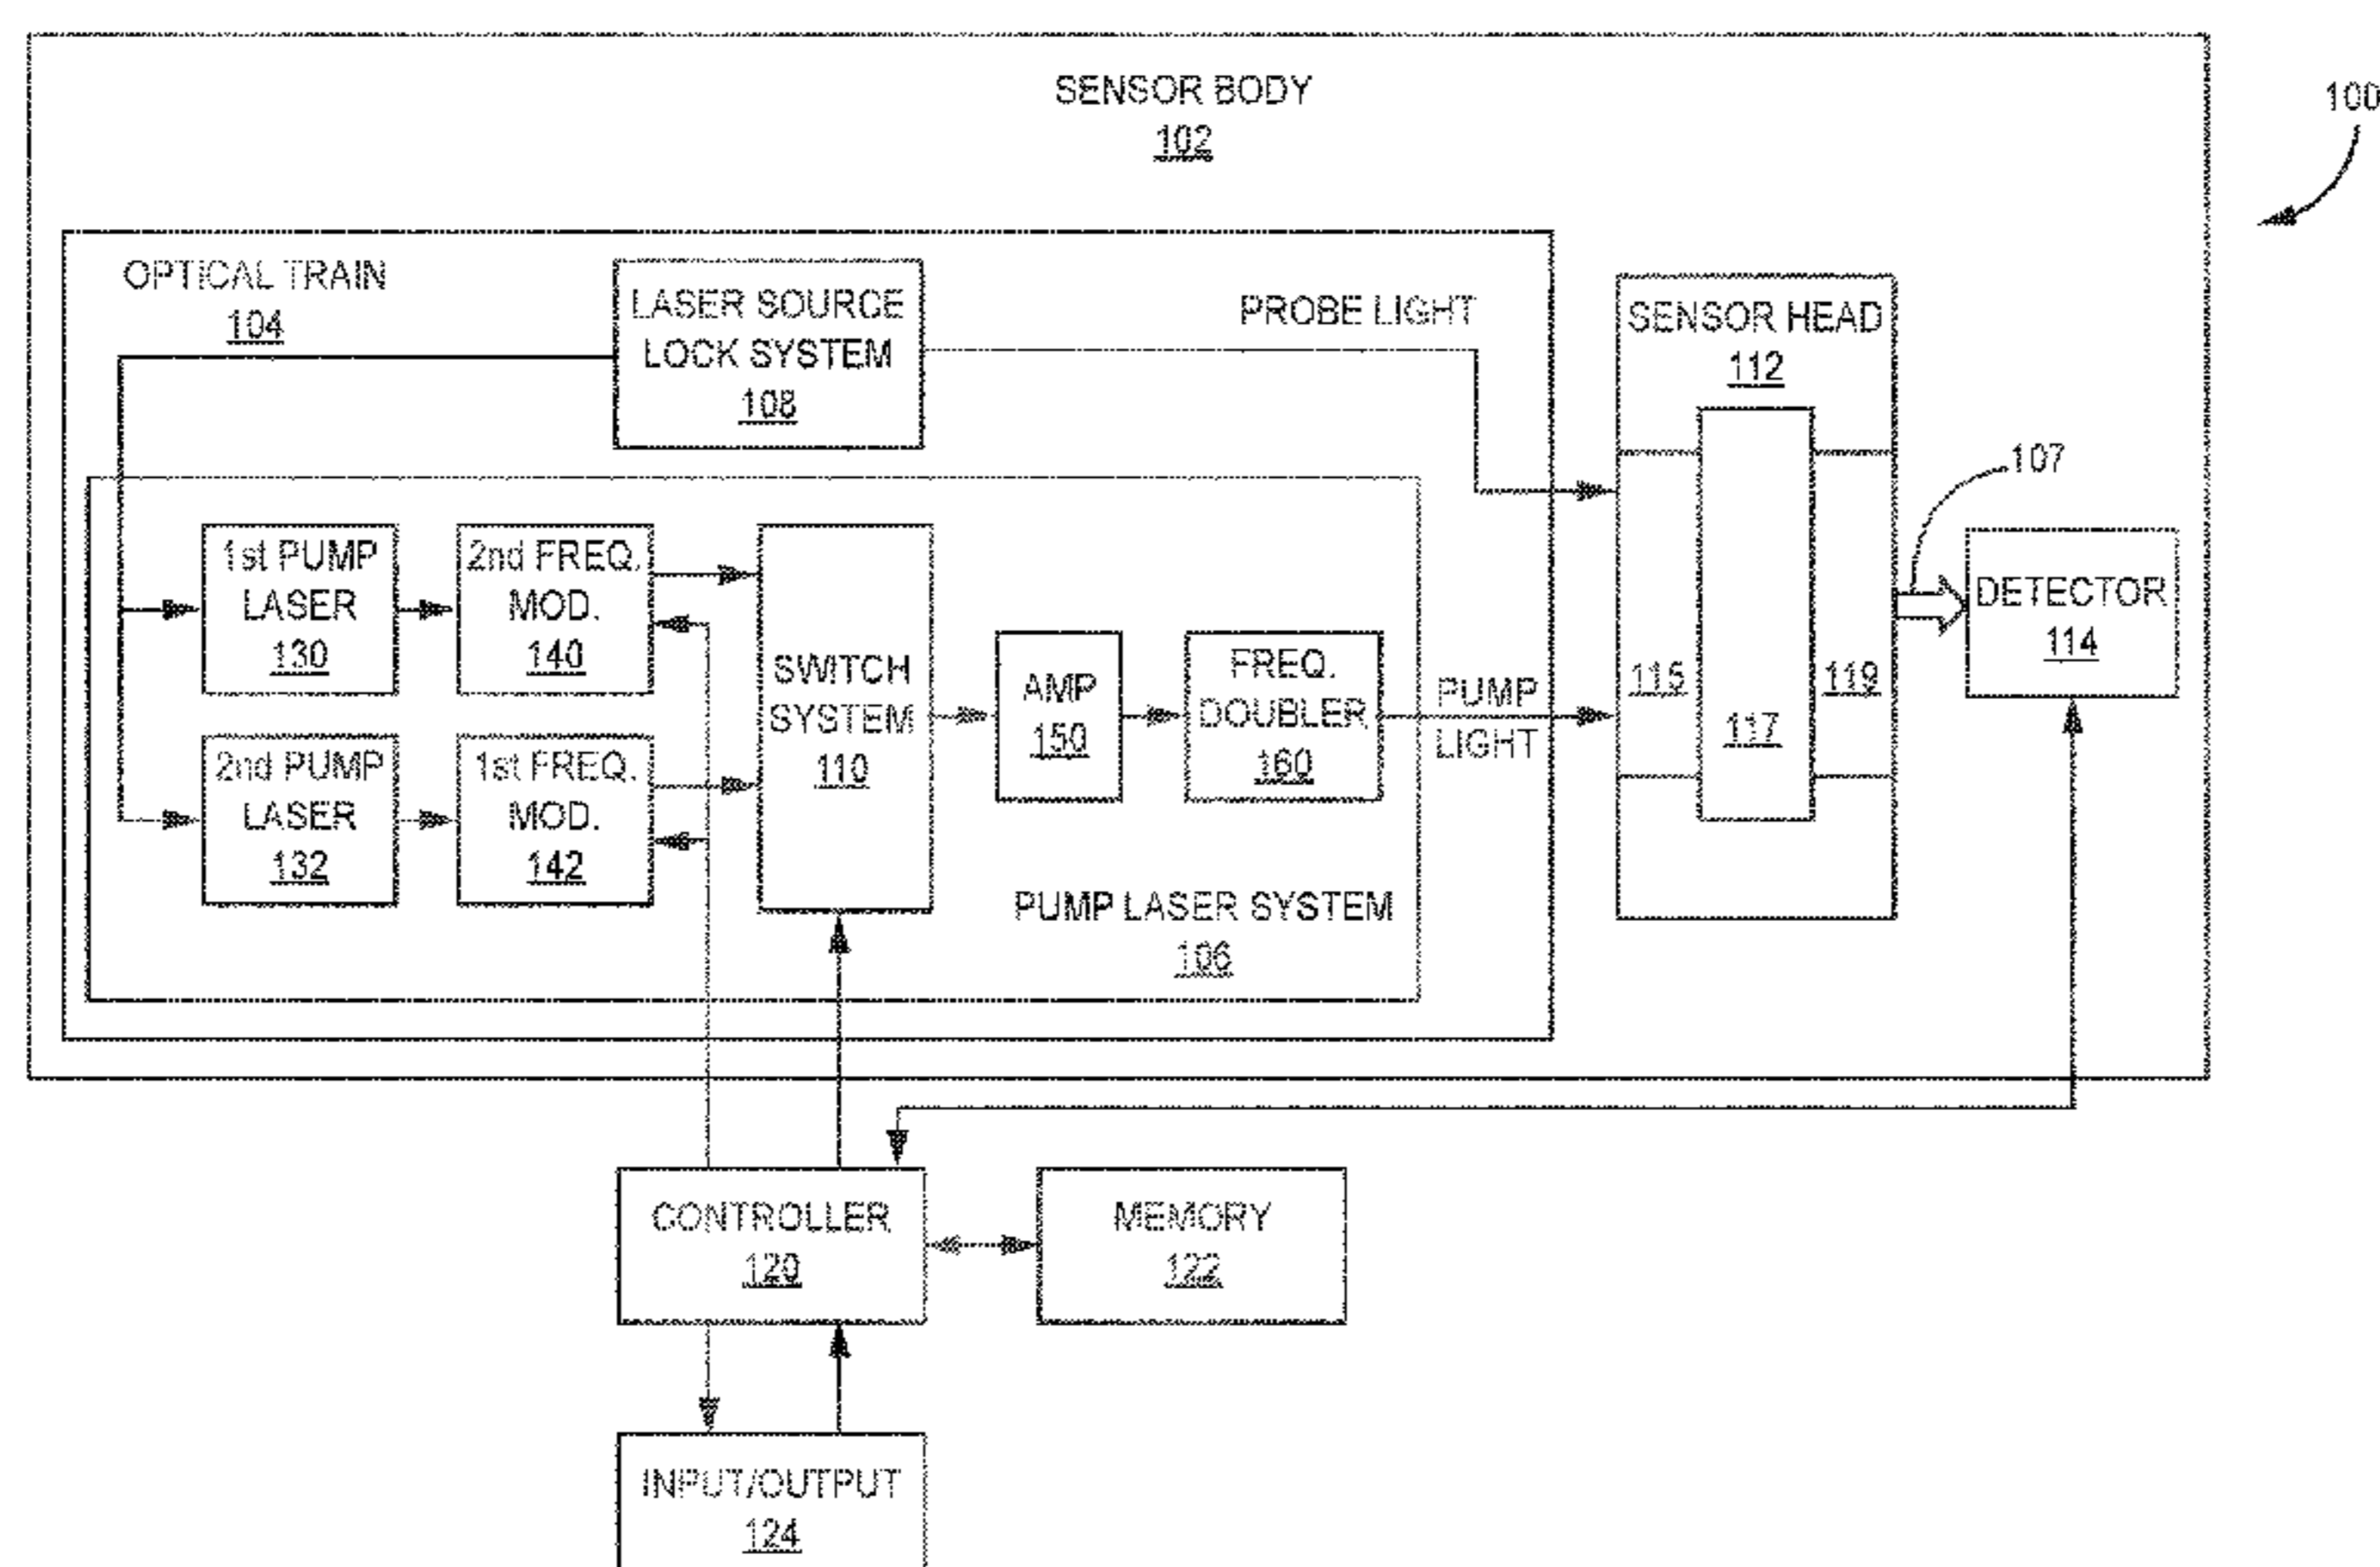 SENSOR BODY
102
100
OPTICAL TRAIN
104
LASER SOURCE
LOCK SYSTEM
108
PROBE LIGHT
SENSOR HEAD
112
107
1st PUMP
LASER
130
2nd FREQ.
MOD.
140
SWITCH
SYSTEM
110
AMP
150
FREQ.
DOUBLER
160
PUMP
LIGHT
115
117
119
DETECTOR
114
2nd PUMP
LASER
132
1st FREQ.
MOD.
142
PUMP LASER SYSTEM
106
CONTROLLER
120
MEMORY
122
INPUT/OUTPUT
124